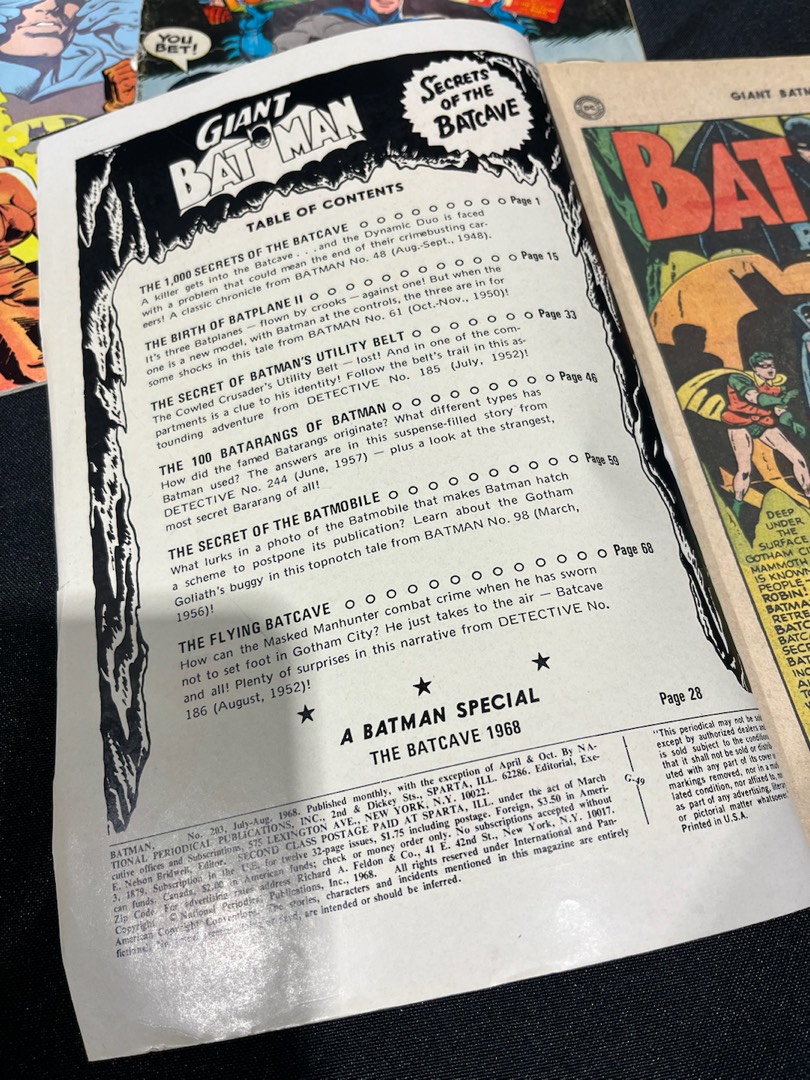 YOU
BET!
GIANT
BATMAN
SECRETS
OF THE
BATCAVE
TABLE OF CONTENTS
THE 1,000 SECRETS OF THE BATCAVE o o o o o o o o o Page 1
A killer gets into the Batcave . . . and the Dynamic Duo is faced
with a problem that could mean the end of their crimebusting car-
eers! A classic chronicle from BATMAN No. 48 (Aug.-Sept., 1948).
THE BIRTH OF BATPLANE II o o o o o o o o o o o o Page 15
It's three Batplanes — flown by crooks — against one! But when the
one is a new model, with Batman at the controls, the three are in for
some shocks in this tale from BATMAN No. 61 (Oct.-Nov., 1950)!
THE SECRET OF BATMAN'S UTILITY BELT o o o o o o o Page 33
The Cowled Crusader's Utility Belt — lost! And in one of the com-
partments is a clue to his identity! Follow the belt's trail in this as-
tounding adventure from DETECTIVE No. 185 (July, 1952)!
THE 100 BATARANGS OF BATMAN o o o o o o o o o Page 46
How did the famed Batarangs originate? What different types has
Batman used? The answers are in this suspense-filled story from
DETECTIVE No. 244 (June, 1957) — plus a look at the strangest,
most secret Bararang of all!
THE SECRET OF THE BATMOBILE o o o o o o o o o o Page 59
What lurks in a photo of the Batmobile that makes Batman hatch
a scheme to postpone its publication? Learn about the Gotham
Goliath's buggy in this topnotch tale from BATMAN No. 98 (March,
1956)!
THE FLYING BATCAVE o o o o o o o o o o o o o Page 68
How can the Masked Manhunter combat crime when he has sworn
not to set foot in Gotham City? He just takes to the air — Batcave
and all! Plenty of surprises in this narrative from DETECTIVE No.
186 (August, 1952)!
★ ★ ★
A BATMAN SPECIAL
THE BATCAVE 1968 Page 28
BATMAN, No. 203, July-Aug. 1968. Published monthly, with the exception of April & Oct. By NA-
TIONAL PERIODICAL PUBLICATIONS, INC., 2nd & Dickey Sts., SPARTA, ILL. 62286. Editorial, Exe-
cutive offices and Subscriptions, 575 LEXINGTON AVE., NEW YORK, N.Y. 10022.
E. Nelson Bridwell, Editor. SECOND CLASS POSTAGE PAID AT SPARTA, ILL. under the act of March
3, 1879. Subscription in the U.S. for twelve 32-page issues, $1.75 including postage. Foreign, $3.50 in Ameri-
can funds. Canada, $2.00 in American funds; check or money order only. No subscriptions accepted without
Zip Code. For advertising rates address Richard A. Feldon & Co., 41 E. 42nd St., New York, N.Y. 10017.
Copyright © National Periodical Publications, Inc., 1968. All rights reserved under International and Pan-
American Copyright Conventions. The stories, characters and incidents mentioned in this magazine are entirely
fictional. No are intended or should be inferred.
G-49
"This periodical may not be
except by authorized dealers
is sold subject to the
that it shall not be sold or
uted with any part of its cover
markings removed, nor in a
lated condition, nor affixed to,
as part of any advertising,
or pictorial matter whatsoever
Printed in U.S.A.
GIANT
BAT
DEEP
UNDER
THE
SURFACE
GOTHAM
MAMMOTH
IS KNOWN
PEOPLE-
ROBIN!
BATMA
RETRE
BATC
SEC
BAT